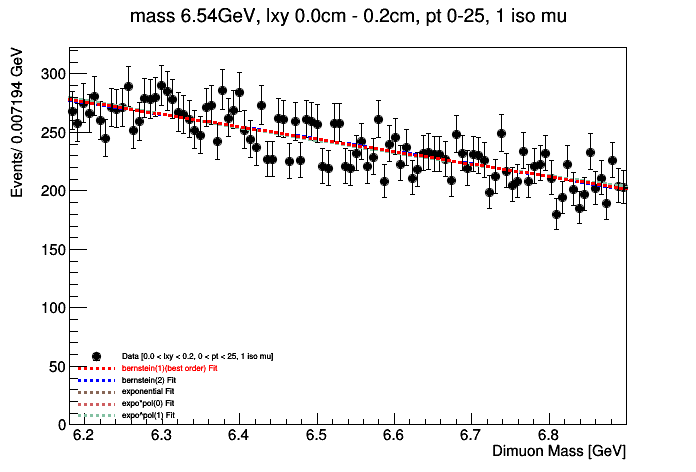 mass 6.54GeV, lxy 0.0cm - 0.2cm, pt 0-25, 1 iso mu
Events/ 0.007194 GeV
300
250
200
150
100
50
0
Data [0.0 < lxy < 0.2, 0 < pt < 25, 1 iso mu]
bernstein(1)(best order) Fit
bernstein(2) Fit
exponential Fit
expo*pol(0) Fit
expo^pol(1) Fit
6.2 6.3 6.4 6.5 6.6 6.7 6.8
Dimuon Mass [GeV]